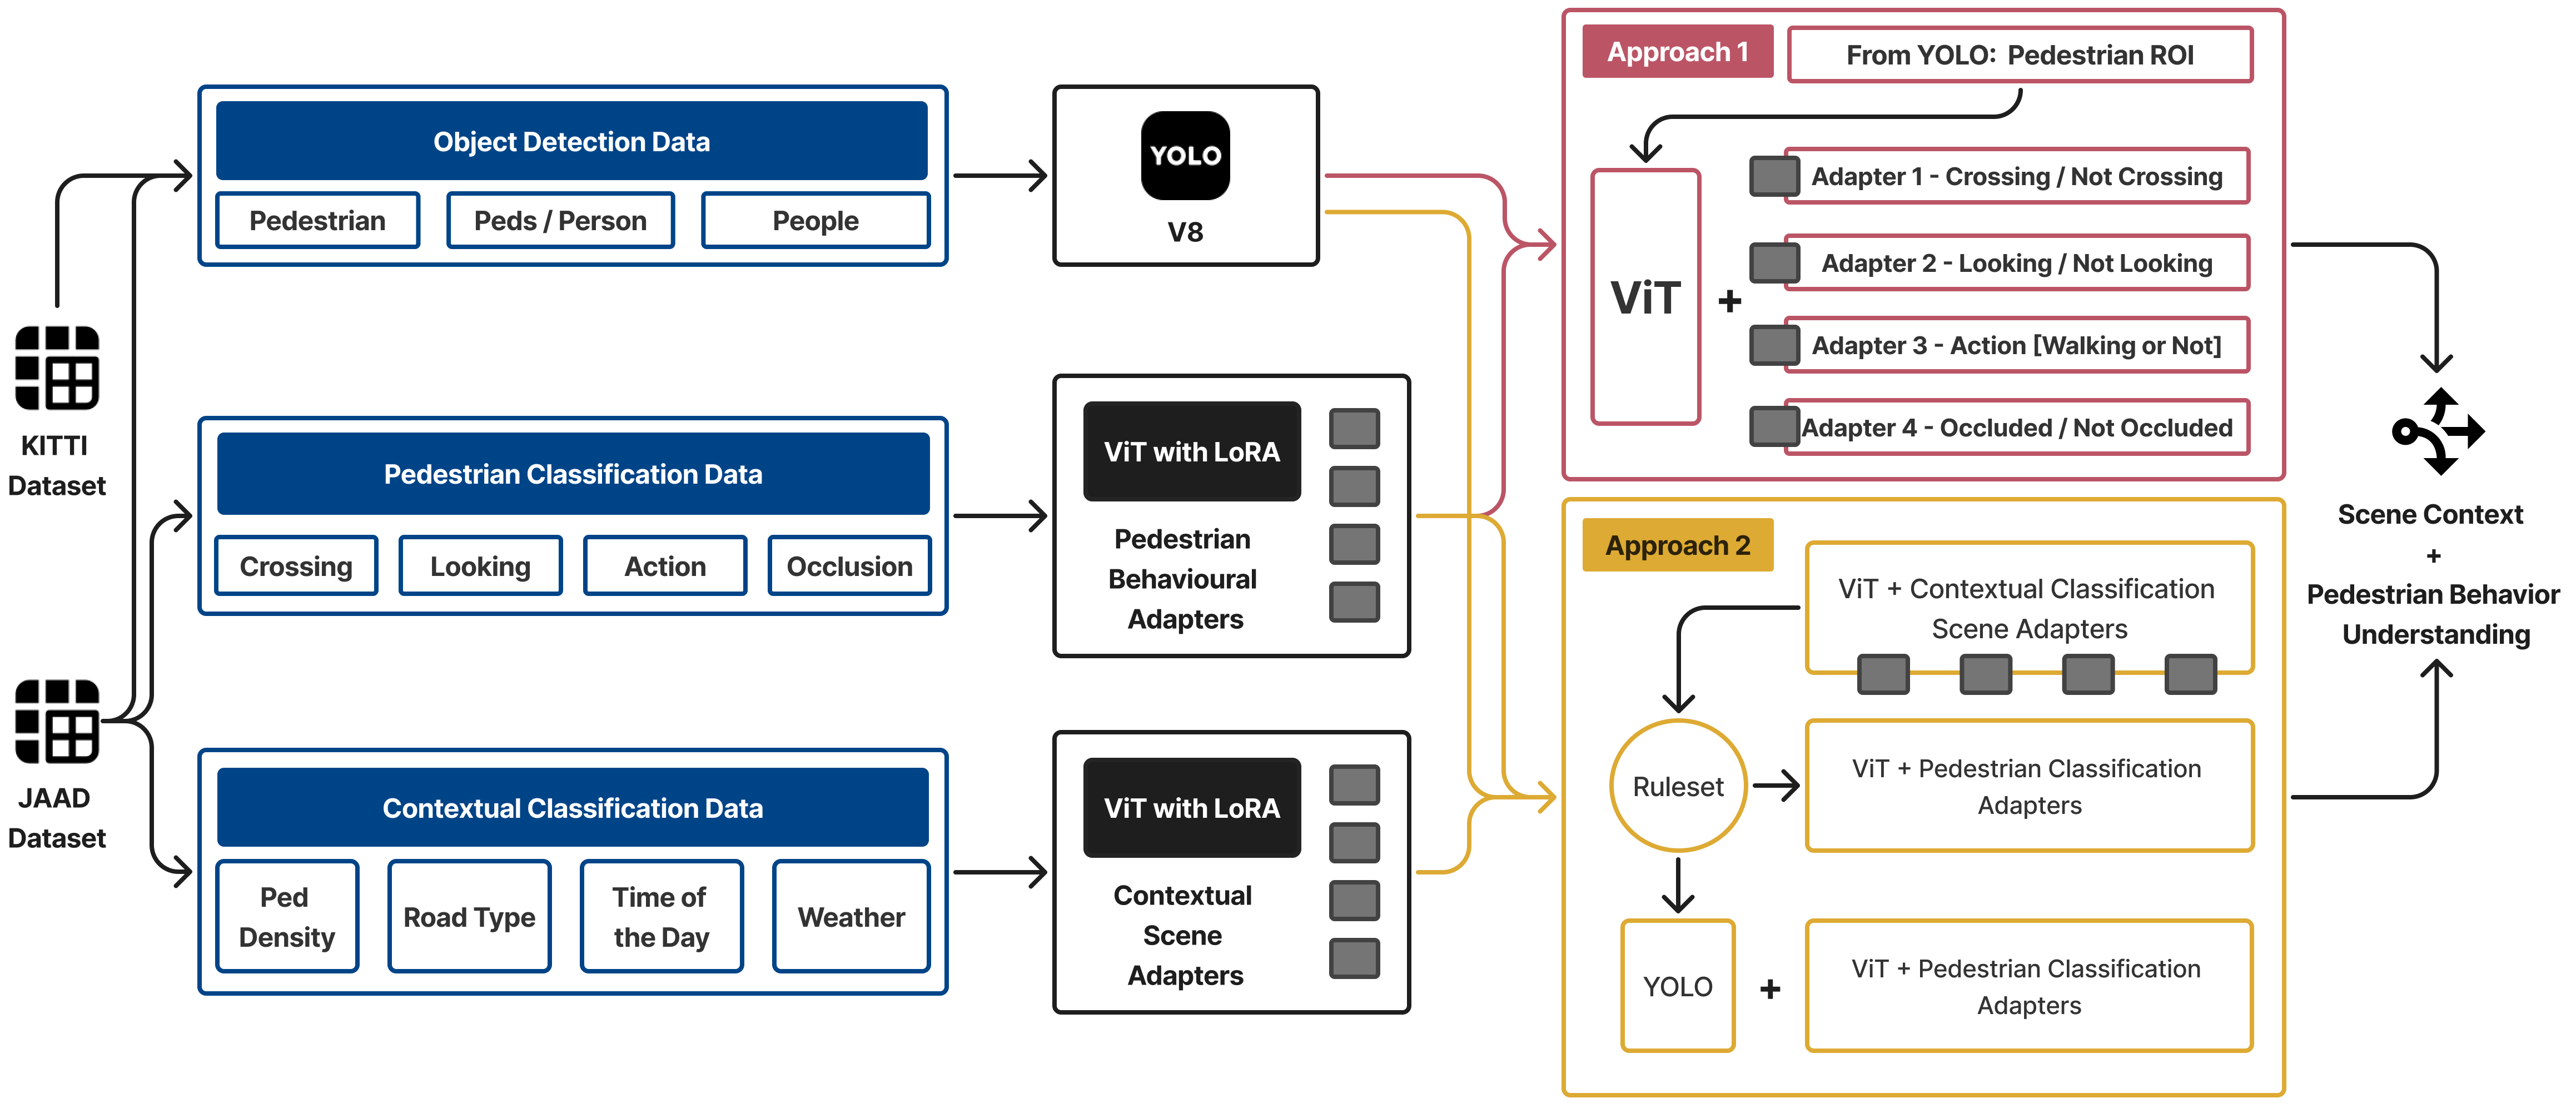 KITTI
Dataset
JAAD
Dataset
Object Detection Data
Pedestrian
Peds / Person
People
Pedestrian Classification Data
Crossing
Looking
Action
Occlusion
Contextual Classification Data
Ped
Density
Road Type
Time of
the Day
Weather
YOLO
V8
ViT with LoRA
Pedestrian
Behavioural
Adapters
ViT with LoRA
Contextual
Scene
Adapters
Approach 1
From YOLO: Pedestrian ROI
ViT
+
Adapter 1 - Crossing / Not Crossing
Adapter 2 - Looking / Not Looking
Adapter 3 - Action [Walking or Not]
Adapter 4 - Occluded / Not Occluded
Approach 2
ViT + Contextual Classification
Scene Adapters
Ruleset
ViT + Pedestrian Classification
Adapters
YOLO
+
ViT + Pedestrian Classification
Adapters
Scene Context
+
Pedestrian Behavior
Understanding